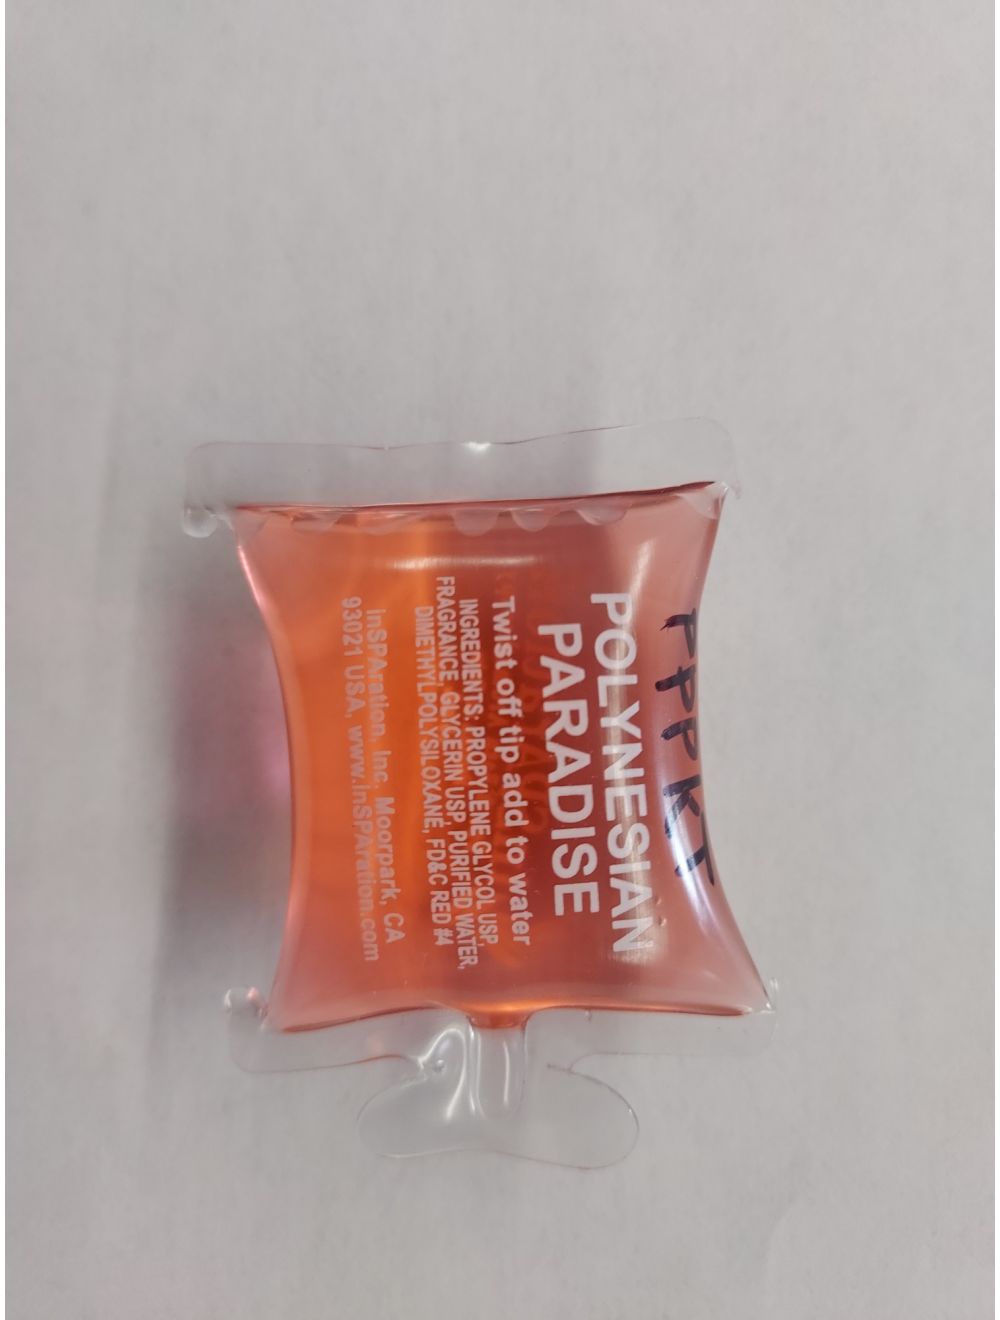 PPPKT
POLYNESIAN
PARADISE
Twist off tip add to water
INGREDIENTS: PROPYLENE GLYCOL USP,
FRAGRANCE, GLYCERIN USP, PURIFIED WATER,
DIMETHYLPOLYSILOXANE, FD&C RED #4
inSPAration, Inc. Moorpark, CA
93021 USA, www.inSPAration.com